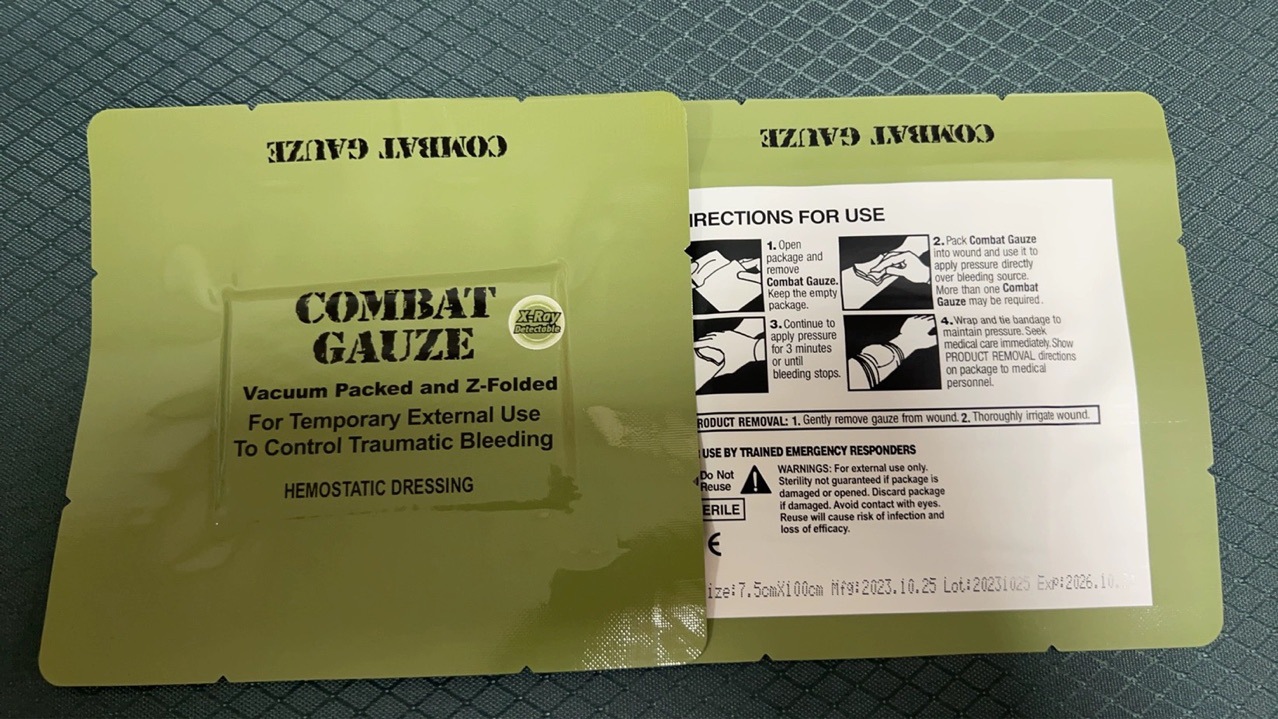 COMBAT GAUZE
COMBAT
GAUZE
X-Ray
Detectable
Vacuum Packed and Z-Folded
For Temporary External Use
To Control Traumatic Bleeding
HEMOSTATIC DRESSING
COMBAT GAUZE
IRECTIONS FOR USE
1. Open
package and
remove
Combat Gauze.
Keep the empty
package.
2. Pack Combat Gauze
into wound and use it to
apply pressure directly
over bleeding source.
More than one Combat
Gauze may be required.
3. Continue to
apply pressure
for 3 minutes
or until
bleeding stops.
4. Wrap and tie bandage to
maintain pressure. Seek
medical care immediately. Show
PRODUCT REMOVAL directions
on package to medical
personnel.
RODUCT REMOVAL: 1. Gently remove gauze from wound. 2. Thoroughly irrigate wound.
USE BY TRAINED EMERGENCY RESPONDERS
Do Not
Reuse
WARNINGS: For external use only.
Sterility not guaranteed if package is
damaged or opened. Discard package
if damaged. Avoid contact with eyes.
Reuse will cause risk of infection and
loss of efficacy.
ERILE
CE
ize:7.5cmX100cm Mfg:2023.10.25 Lot:20231025 Exp:2026.10.